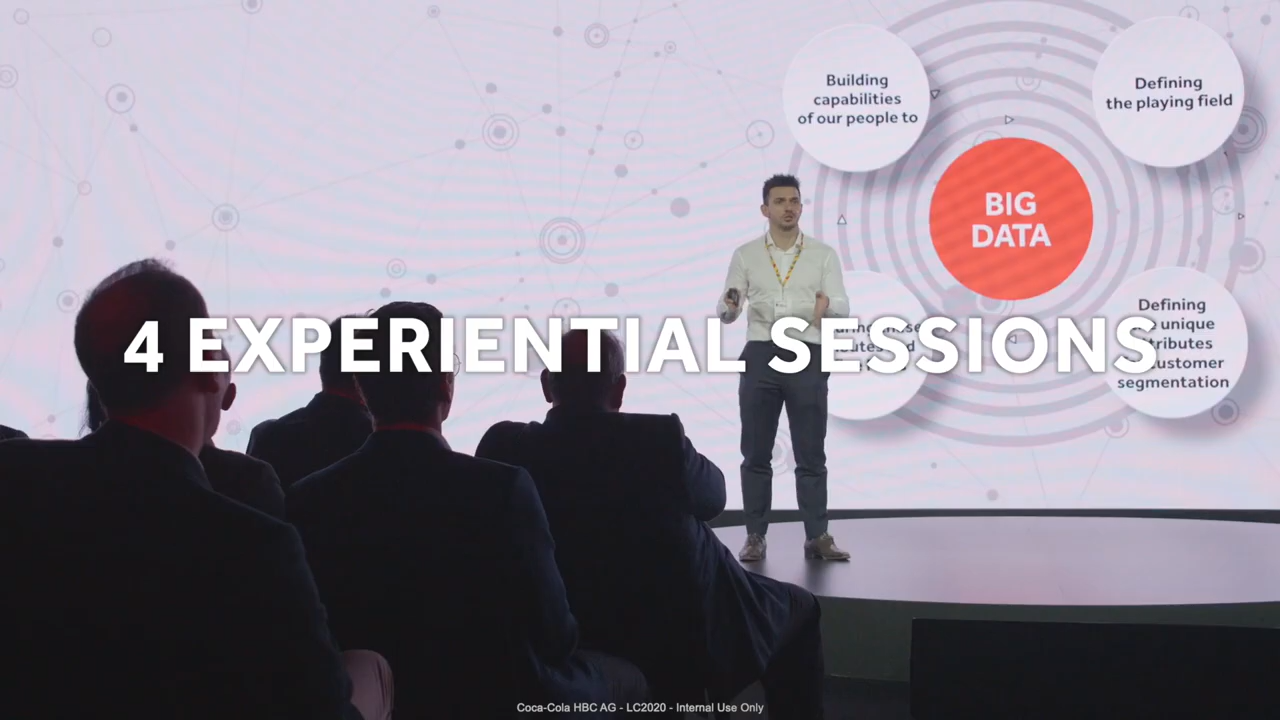 Building
capabilities
of our people to
Defining
the playing field
BIG
DATA
4 EXPERIENTIAL SESSIONS
Defining
unique
customer
segmentation
Coca-Cola HBC AG - LC2020 - Internal Use Only